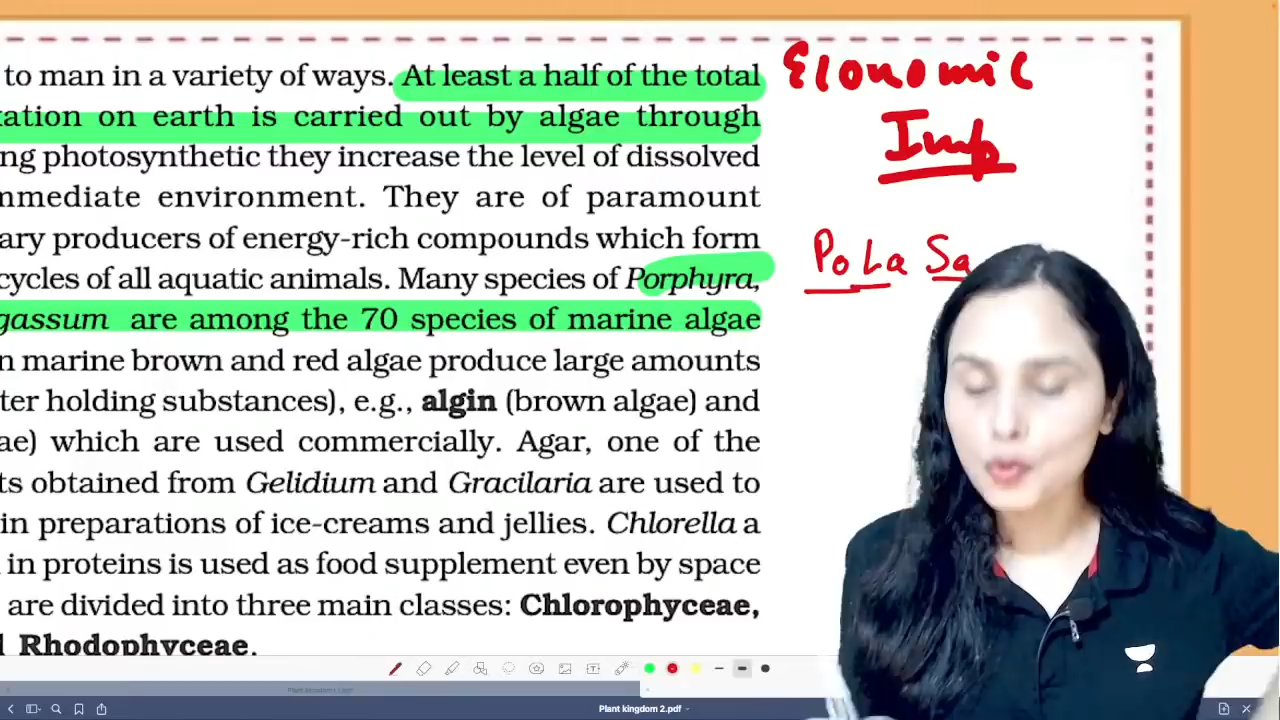 to man in a variety of ways. At least a half of the total
ation on earth is carried out by algae through
ng photosynthetic they increase the level of dissolved
mmediate environment. They are of paramount
ary producers of energy-rich compounds which form
cycles of all aquatic animals. Many species of Porphyra,
gassum are among the 70 species of marine algae
n marine brown and red algae produce large amounts
ter holding substances), e.g., algin (brown algae) and
ae) which are used commercially. Agar, one of the
ts obtained from Gelidium and Gracilaria are used to
in preparations of ice-creams and jellies. Chlorella a
in proteins is used as food supplement even by space
are divided into three main classes: Chlorophyceae,
Rhodophyceae.
Economic
Imp
PoLa Sa
Plant kingdom 2.pdf